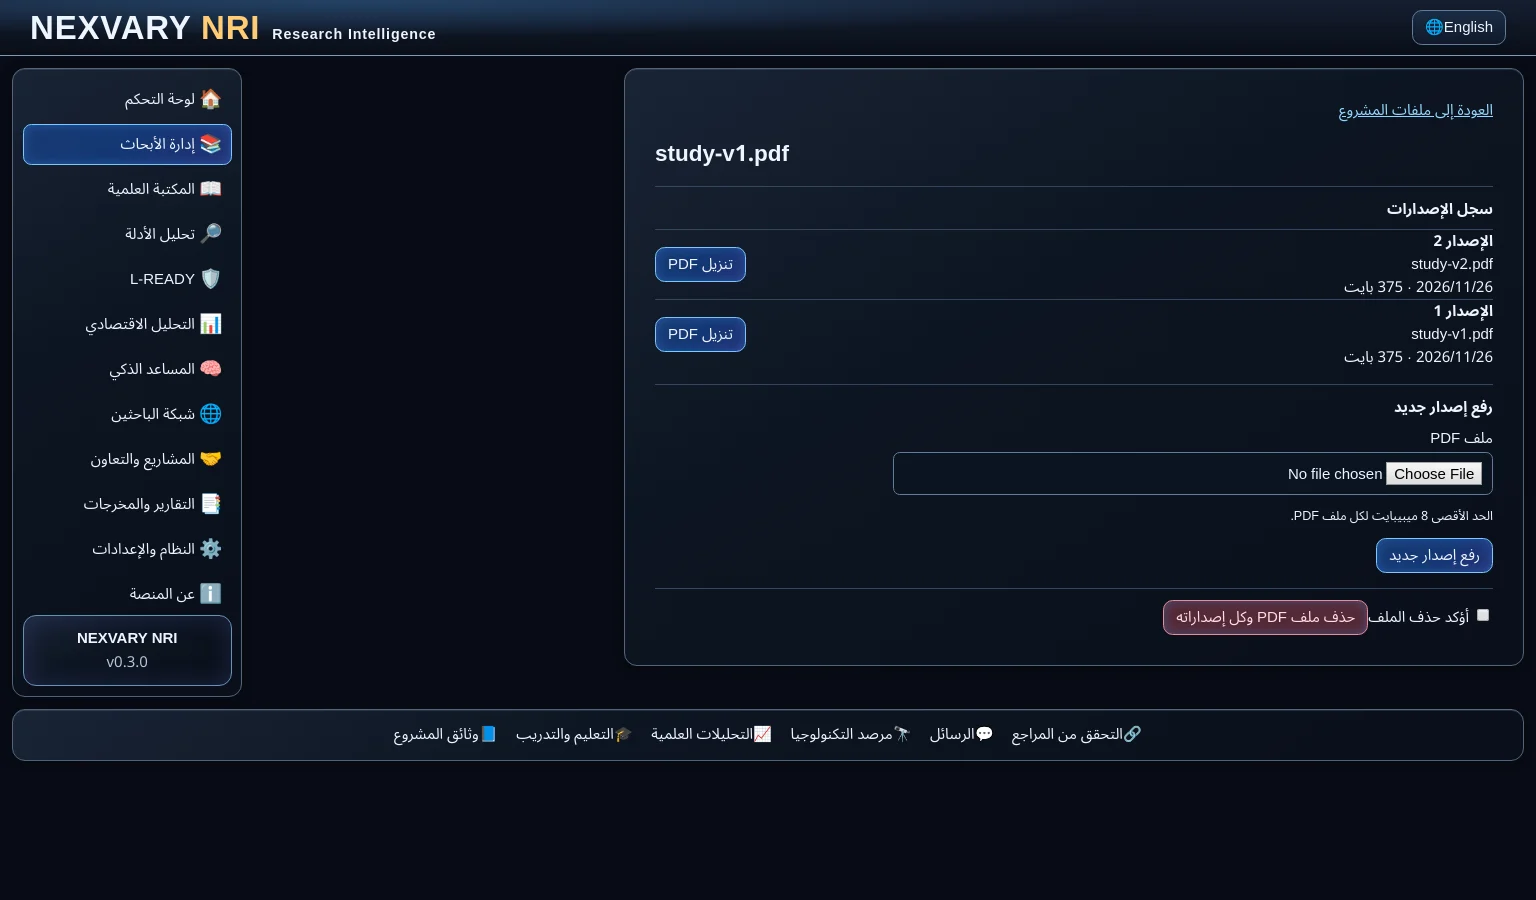 NEXVARY NRI Research Intelligence
🌐English
🏠 لوحة التحكم
📚 إدارة الأبحاث
📖 المكتبة العلمية
🔎 تحليل الأدلة
🛡️ L-READY
📊 التحليل الاقتصادي
🧠 المساعد الذكي
🌐 شبكة الباحثين
🤝 المشاريع والتعاون
📑 التقارير والمخرجات
⚙️ النظام والإعدادات
ℹ️ عن المنصة
NEXVARY NRI
v0.3.0
العودة إلى ملفات المشروع
study-v1.pdf
سجل الإصدارات
الإصدار 2
study-v2.pdf
2026/11/26 · 375 بايت
تنزيل PDF
الإصدار 1
study-v1.pdf
2026/11/26 · 375 بايت
تنزيل PDF
رفع إصدار جديد
ملف PDF
Choose File No file chosen
الحد الأقصى 8 ميبيبايت لكل ملف PDF.
رفع إصدار جديد
أؤكد حذف الملف
حذف ملف PDF وكل إصداراته
🔗التحقق من المراجع 💬الرسائل 🔭مرصد التكنولوجيا 📈التحليلات العلمية 🎓التعليم والتدريب 📘وثائق المشروع